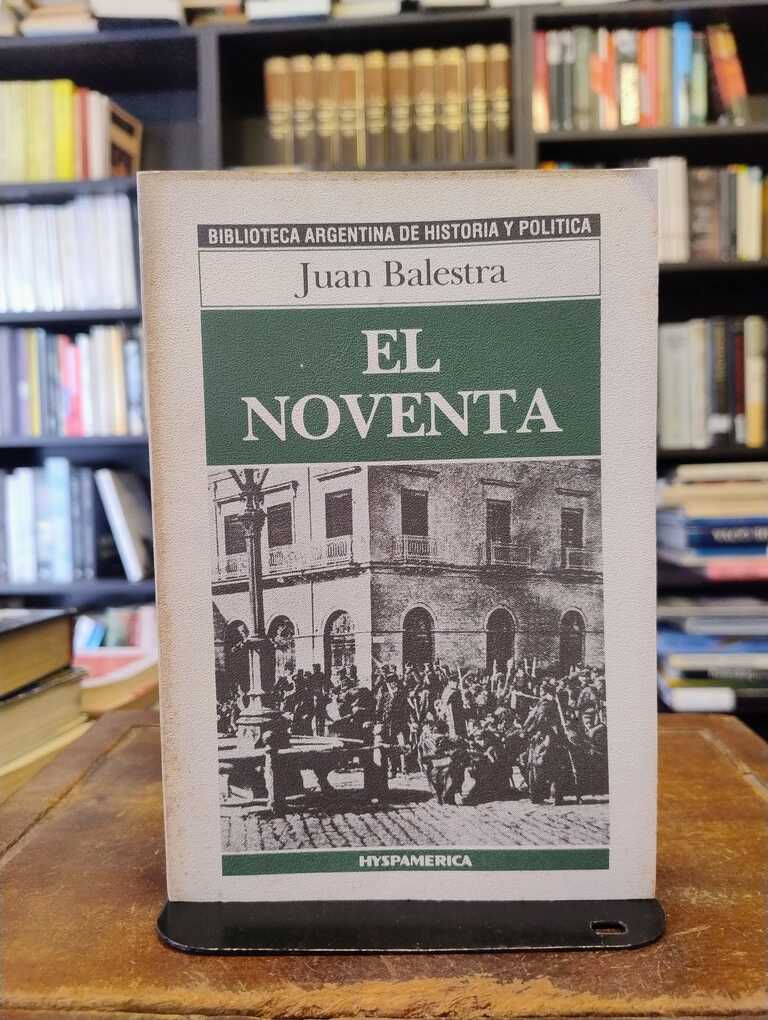 BIBLIOTECA ARGENTINA DE HISTORIA Y POLITICA
Juan Balestra
EL
NOVENTA
HYSPAMERICA